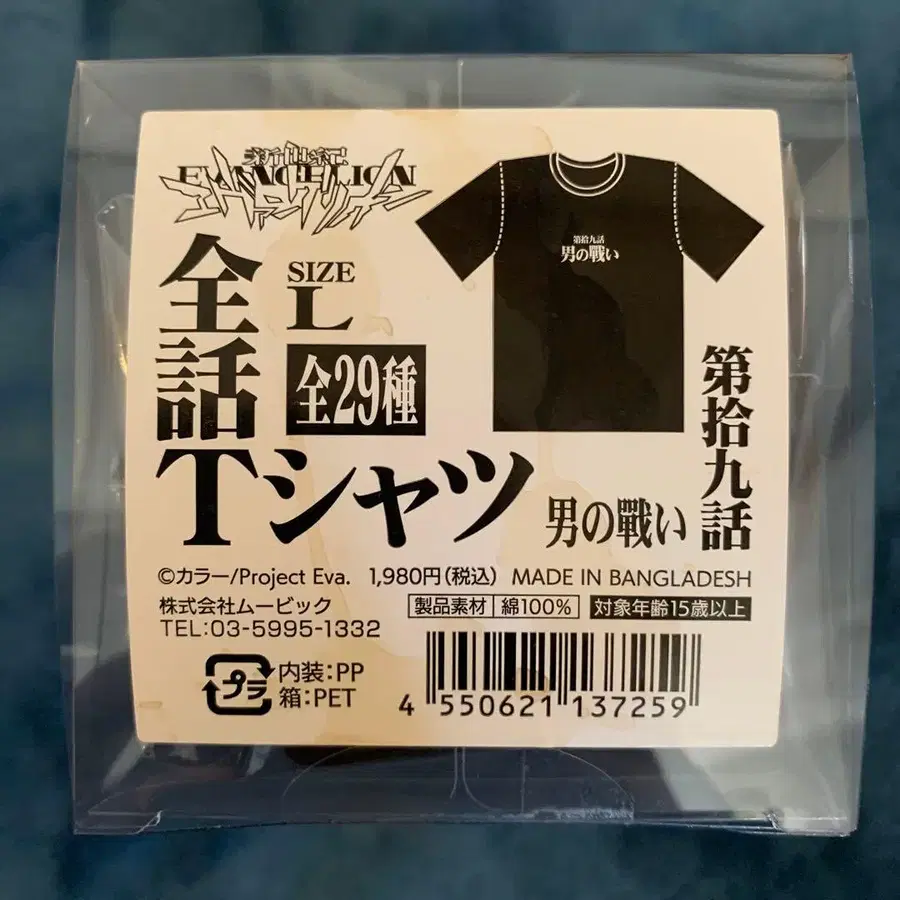 新世紀
EVANGELION
エヴァンゲリオン
全話
Tシャツ
SIZE
L
全29種
第拾九話
男の戰い
第拾九話
男の戰い
©カラー/Project Eva. 1,980円(税込) MADE IN BANGLADESH
株式会社ムービック 製品素材 綿100% 対象年齢15歳以上
TEL:03-5995-1332
プラ 内装:PP
箱:PET
4 550621 137259